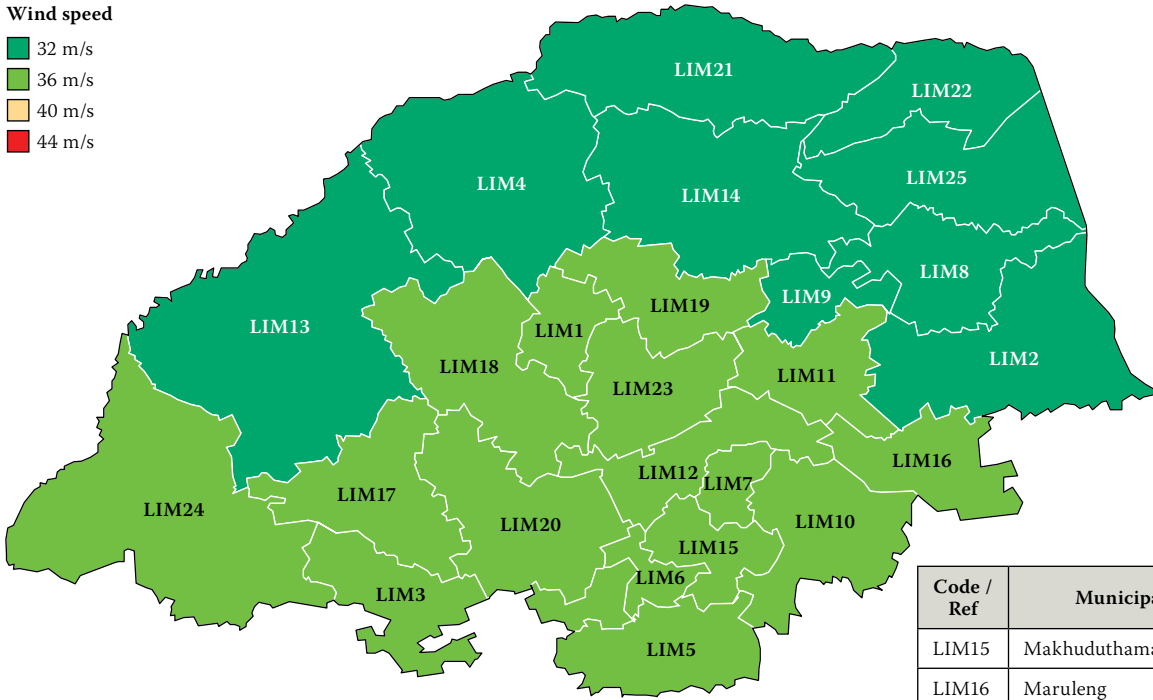 Wind speed
32 m/s
36 m/s
40 m/s
44 m/s
LIM21
LIM22
LIM4
LIM25
LIM14
LIM8
LIM9
LIM19
LIM13
LIM1
LIM2
LIM18
LIM11
LIM23
LIM16
LIM12
LIM7
LIM17
LIM24
LIM20
LIM10
LIM15
LIM6
LIM3
LIM5
Code / Ref
LIM15
LIM16 Maruleng